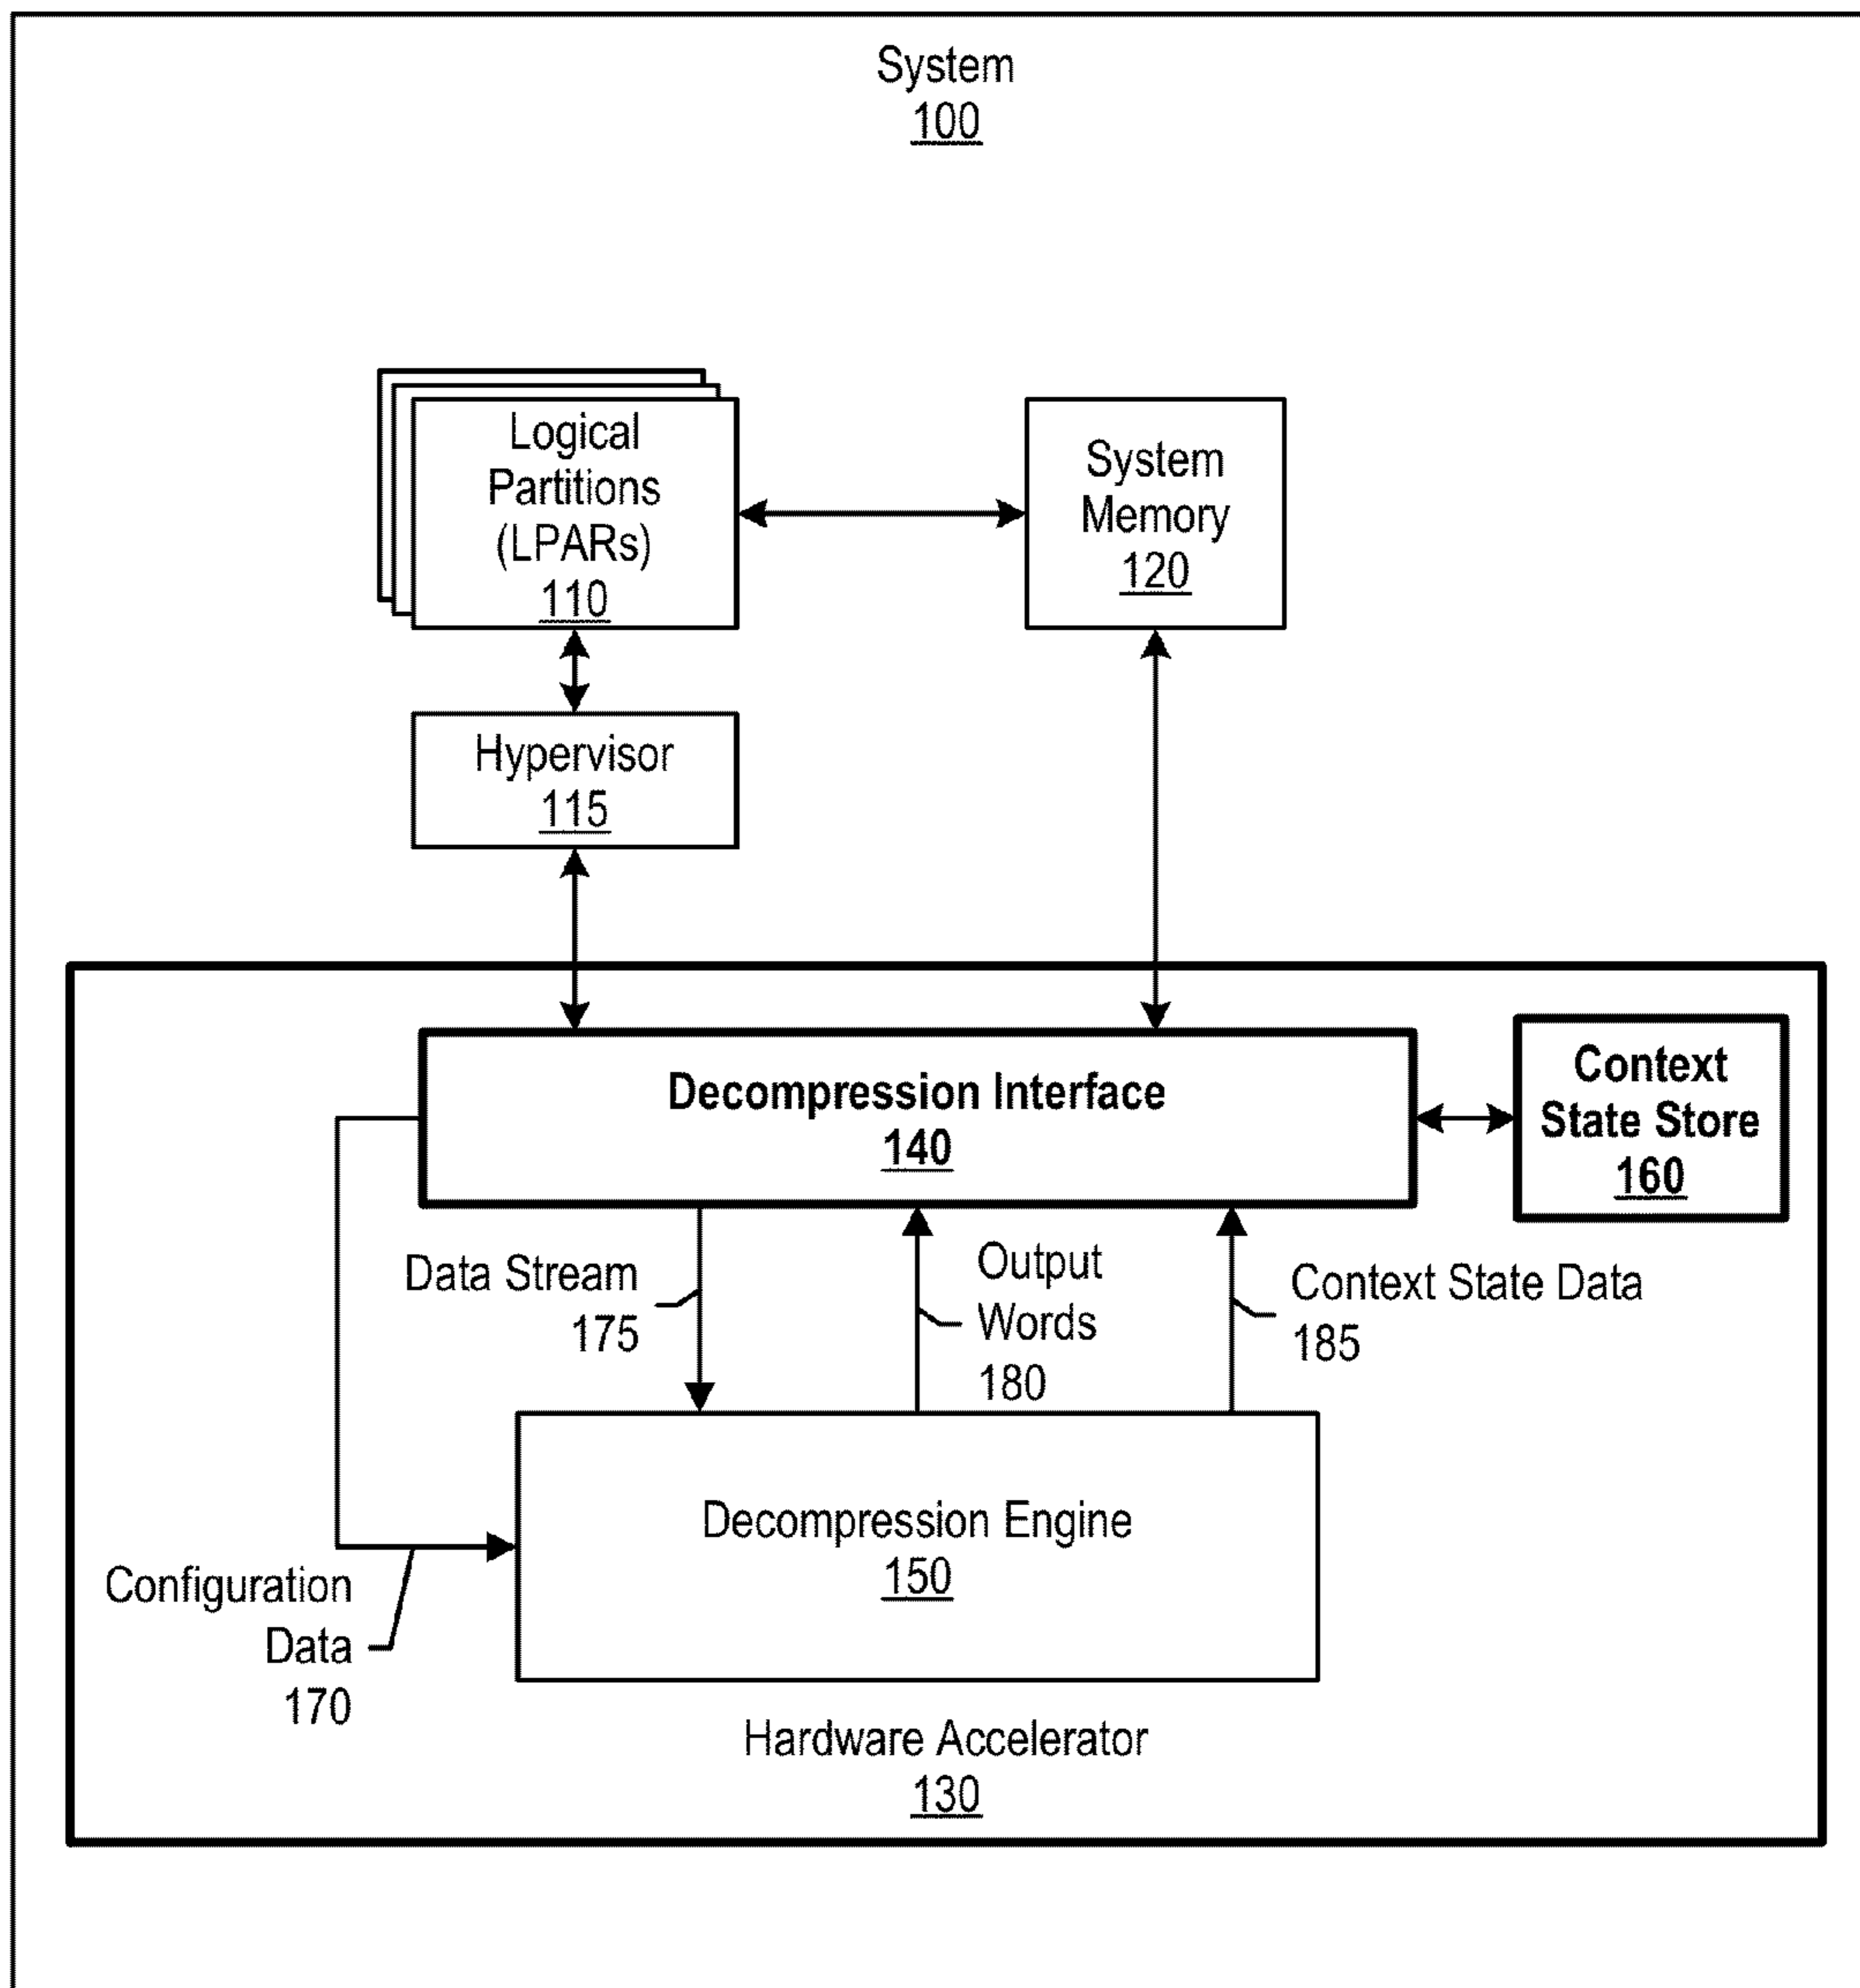 System
100
Logical
Partitions
(LPARs)
110
System
Memory
120
Hypervisor
115
Decompression Interface
140
Context
State Store
160
Data Stream
175
Output
Words
180
Context State Data
185
Decompression Engine
150
Configuration
Data
170
Hardware Accelerator
130